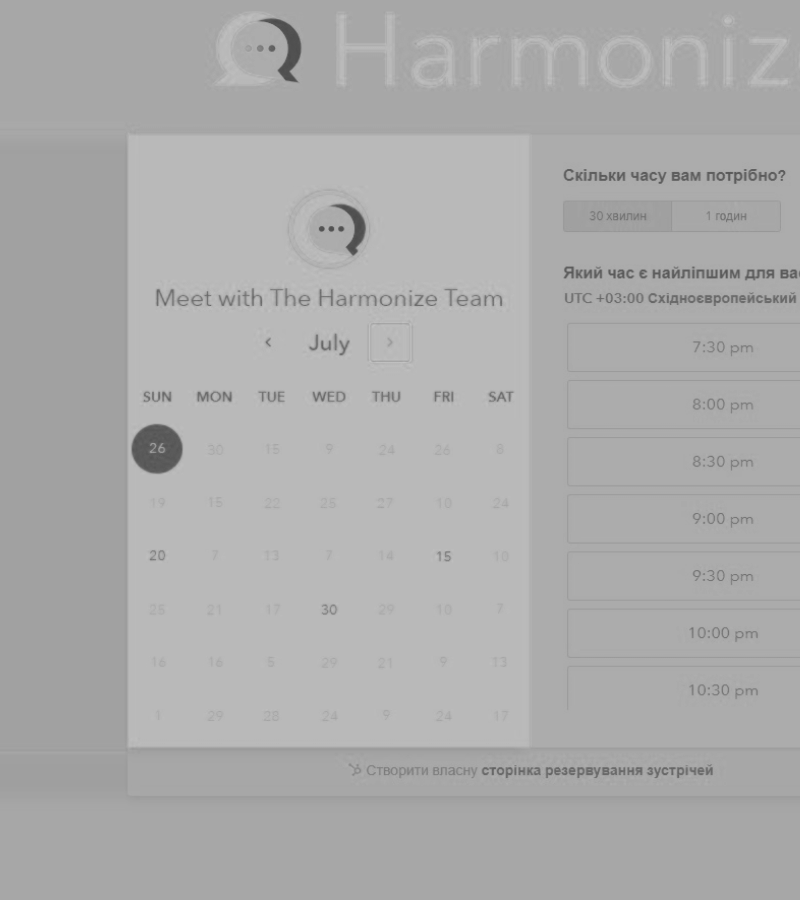 Harmoniz
Meet with The Harmonize Team
July
SUN MON TUE WED THU FRI SAT
26 30 15 9 24 26 8
19 15 22 25 27 10 24
20 7 13 7 14 15 10
25 21 17 30 29 10 7
16 16 5 29 21 9 13
1 29 28 24 9 24 17
Скільки часу вам потрібно?
30 хвилин 1 годин
Який час є найліпшим для вас
UTC +03:00 Східноєвропейський
7:30 pm
8:00 pm
8:30 pm
9:00 pm
9:30 pm
10:00 pm
10:30 pm
Створити власну сторінка резервування зустрічей